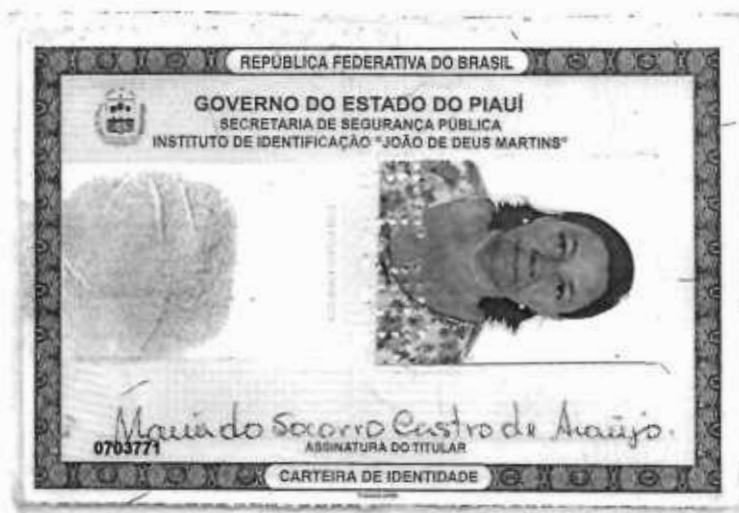 REPÚBLICA FEDERATIVA DO BRASIL
GOVERNO DO ESTADO DO PIAUÍ
SECRETARIA DE SEGURANÇA PÚBLICA
INSTITUTO DE IDENTIFICAÇÃO "JOÃO DE DEUS MARTINS"
Maria do Socorro Castro de Araújo.
0703771
ASSINATURA DO TITULAR
CARTEIRA DE IDENTIDADE